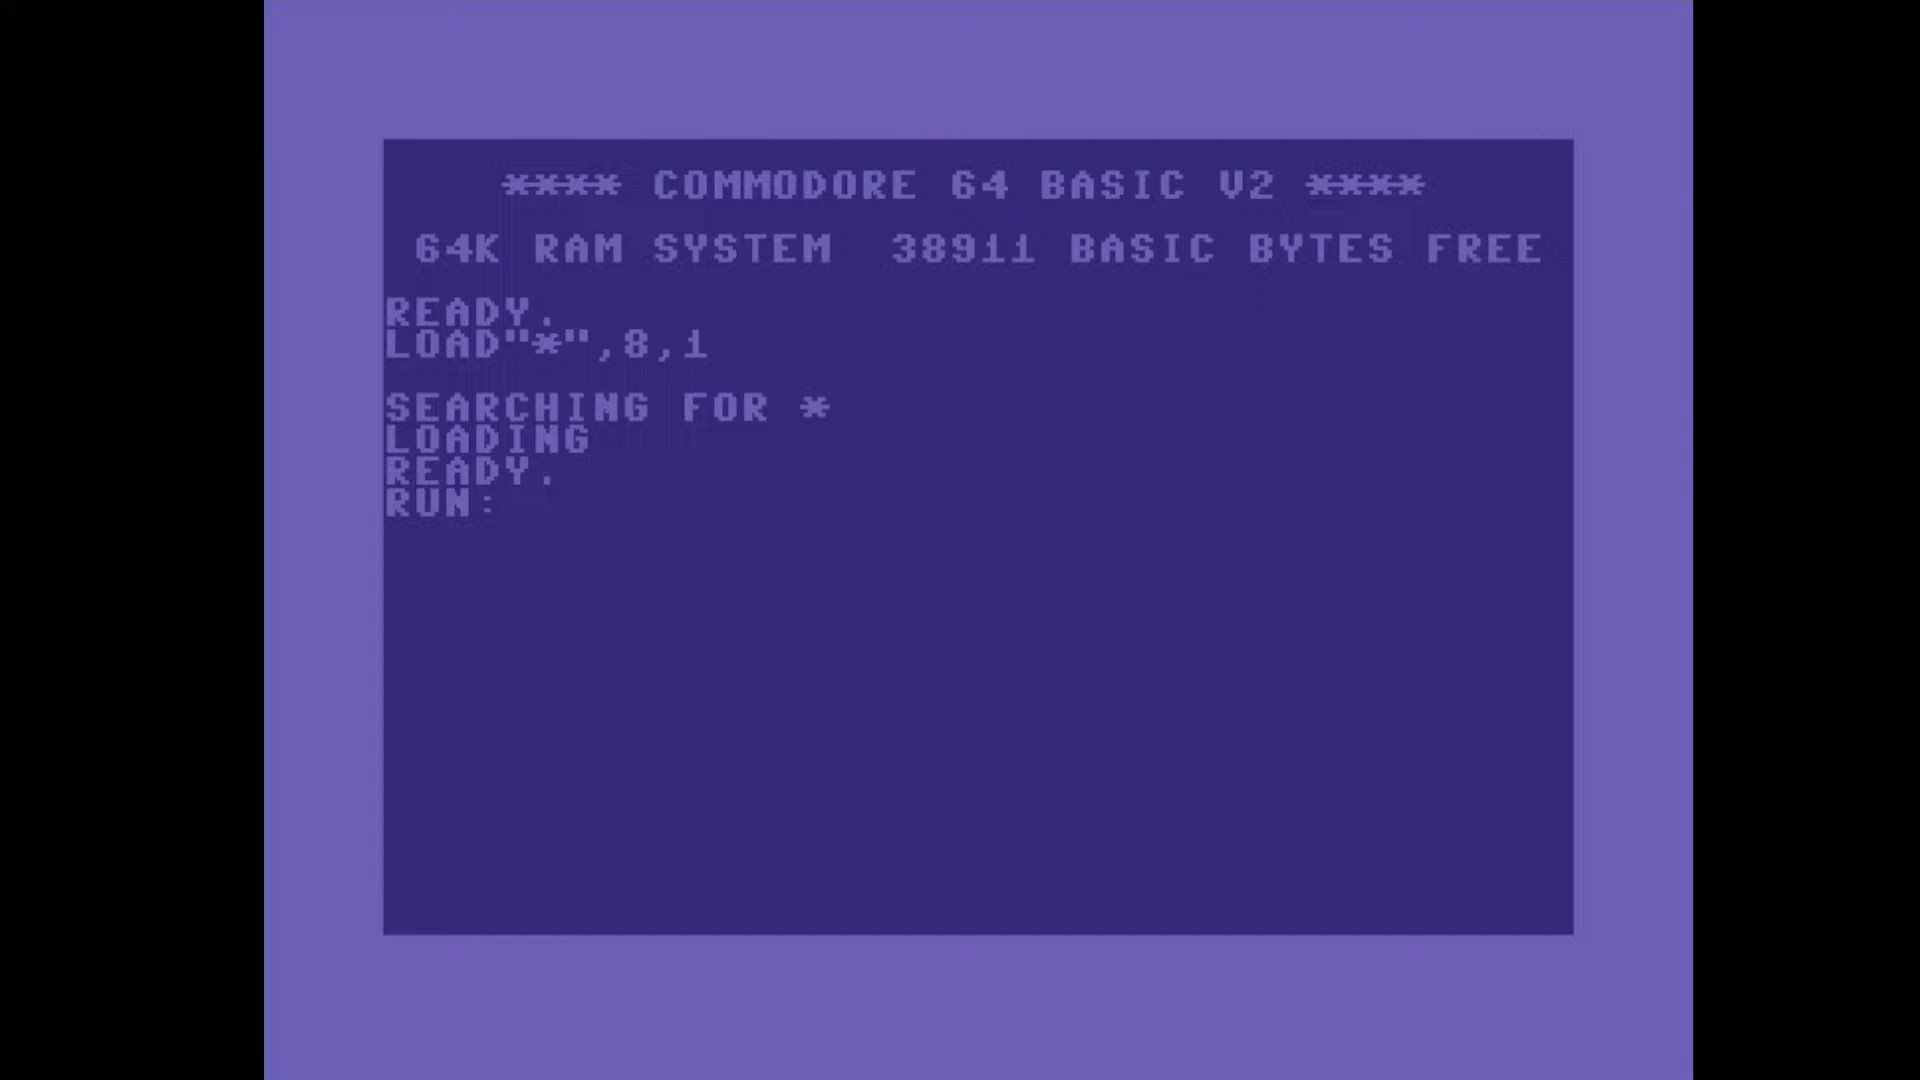 **** COMMODORE 64 BASIC V2 ****
64K RAM SYSTEM  38911 BASIC BYTES FREE
READY.
LOAD"*",8,1
SEARCHING FOR *
LOADING
READY.
RUN: